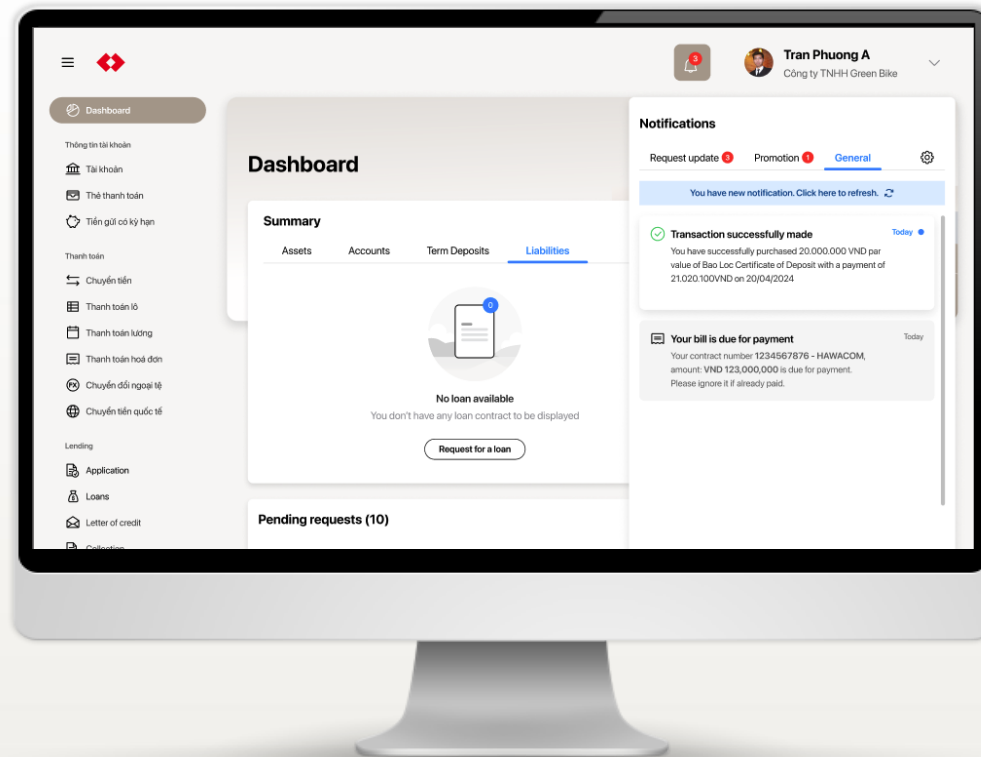 3
Tran Phuong A
Công ty TNHH Green Bike
Dashboard
Thông tin tài khoản
Tài khoản
Thẻ thanh toán
Tiền gửi có kỳ hạn
Thanh toán
Chuyển tiền
Thanh toán lô
Thanh toán lương
Thanh toán hoá đơn
FX
Chuyển đổi ngoại tệ
Chuyển tiền quốc tế
Lending
Application
Loans
Letter of credit
Collection
Dashboard
Summary
Assets Accounts Term Deposits Liabilities
0
No loan available
You don't have any loan contract to be displayed
Request for a loan
Pending requests (10)
Notifications
Request update 3 Promotion 1 General
You have new notification. Click here to refresh.
Transaction successfully made Today
You have successfully purchased 20.000.000 VND par
value of Bao Loc Certificate of Deposit with a payment of
21.020.100VND on 20/04/2024
Your bill is due for payment Today
Your contract number 1234567876 - HAWACOM,
amount: VND 123,000,000 is due for payment.
Please ignore it if already paid.